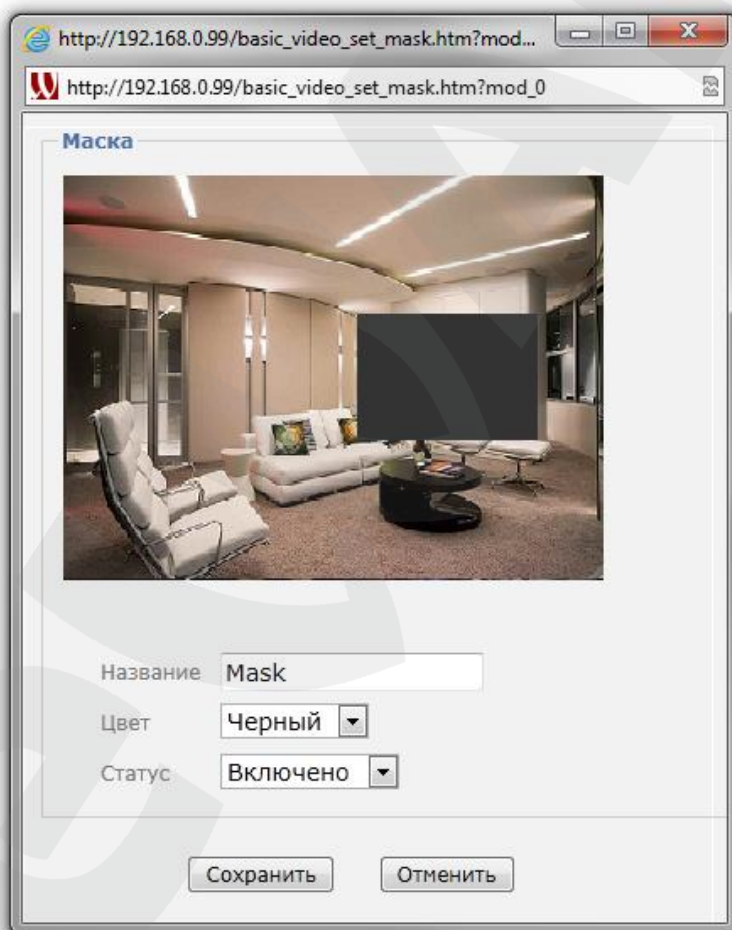 http://192.168.0.99/basic_video_set_mask.htm?mod...
http://192.168.0.99/basic_video_set_mask.htm?mod_0
Маска
Название Mask
Цвет Черный
Статус Включено
Сохранить Отменить